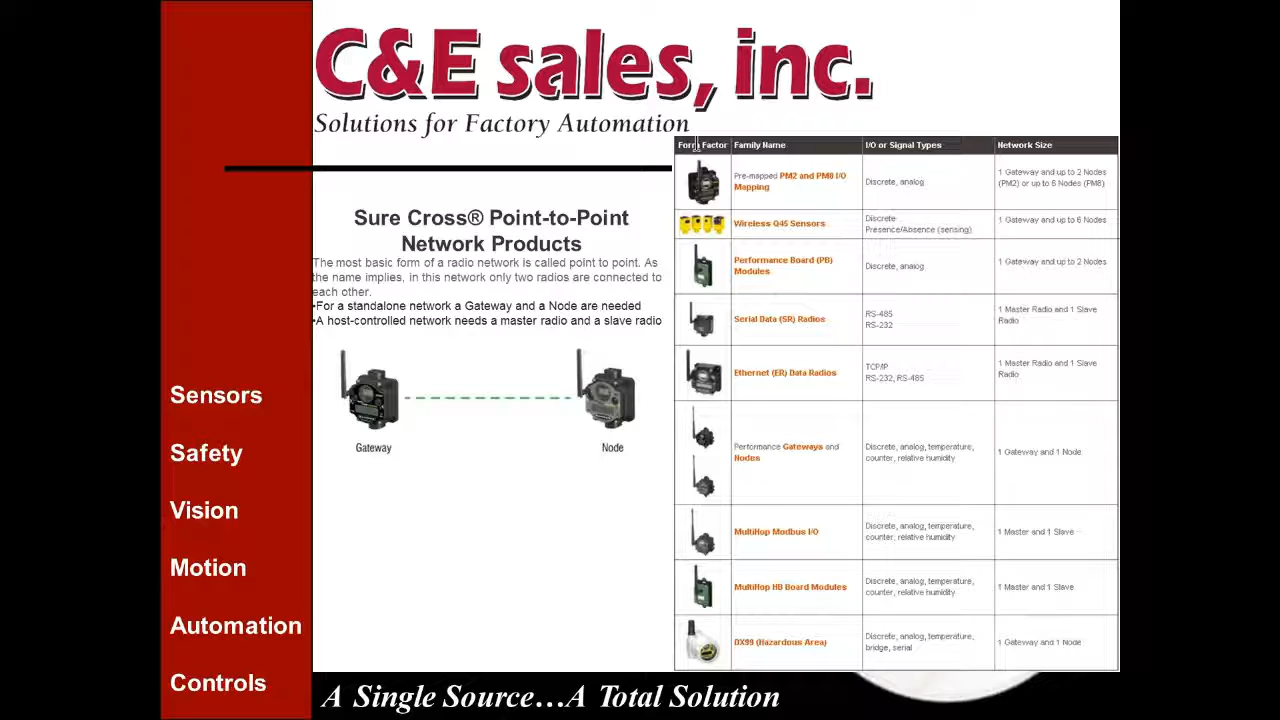 C&E sales, inc.
Solutions for Factory Automation
Sure Cross® Point-to-Point
Network Products
The most basic form of a radio network is called point to point. As
the name implies, in this network only two radios are connected to
each other.
•For a standalone network a Gateway and a Node are needed
•A host-controlled network needs a master radio and a slave radio
Gateway
Node
Form Factor Family Name I/O or Signal Types Network Size
Pre-mapped PM2 and PM8 I/O
Mapping
Discrete, analog
1 Gateway and up to 2 Nodes
(PM2) or up to 6 Nodes (PM8)
Wireless Q45 Sensors
Discrete
Presence/Absence (sensing)
1 Gateway and up to 6 Nodes
Performance Board (PB)
Modules
Discrete, analog
1 Gateway and up to 2 Nodes
Serial Data (SR) Radios
RS-485
RS-232
1 Master Radio and 1 Slave
Radio
Ethernet (ER) Data Radios
TCP/IP
RS-232, RS-485
1 Master Radio and 1 Slave
Radio
Performance Gateways and
Nodes
Discrete, analog, temperature,
counter, relative humidity
1 Gateway and 1 Node
MultiHop Modbus I/O
Discrete, analog, temperature,
counter, relative humidity
1 Master and 1 Slave
MultiHop HB Board Modules
Discrete, analog, temperature,
counter, relative humidity
1 Master and 1 Slave
DX99 (Hazardous Area)
Discrete, analog, temperature,
bridge, serial
1 Gateway and 1 Node
Sensors
Safety
Vision
Motion
Automation
Controls
A Single Source…A Total Solution